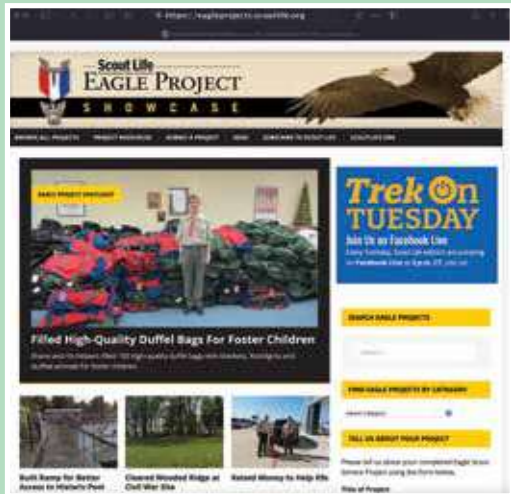 https://eagleprojects.scoutlife.org
Scout Life
EAGLE PROJECT
SHOWCASE
BROWSE ALL PROJECTS PROJECT RESOURCES SUBMIT A PROJECT SUBSCRIBE TO SCOUT LIFE SCOUTLIFE.ORG
EAGLE PROJECT SPOTLIGHT
Filled High-Quality Duffel Bags For Foster Children
Trek On
TUESDAY
Join Us on Facebook Live
SEARCH EAGLE PROJECTS
FIND EAGLE PROJECTS BY CATEGORY
Select Category
TELL US ABOUT YOUR PROJECT
Please tell us about your completed Eagle Scout
Service Project using the form below.
Title of Project
Built Ramp for Better
Access to Historic Post
Cleared Wooded Ridge at
Civil War Site
Raised Money to Help